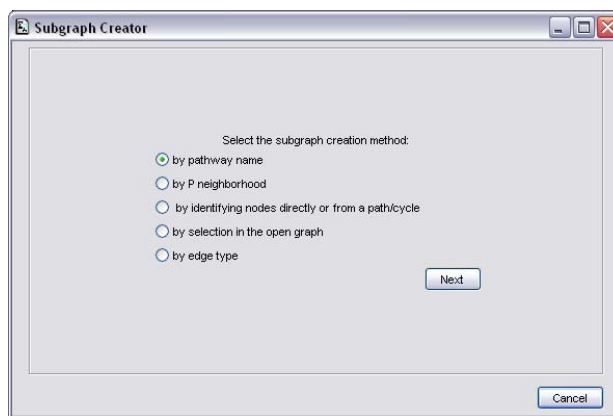 Subgraph Creator
Select the subgraph creation method:
by pathway name
by P neighborhood
by identifying nodes directly or from a path/cycle
by selection in the open graph
by edge type
Next
Cancel